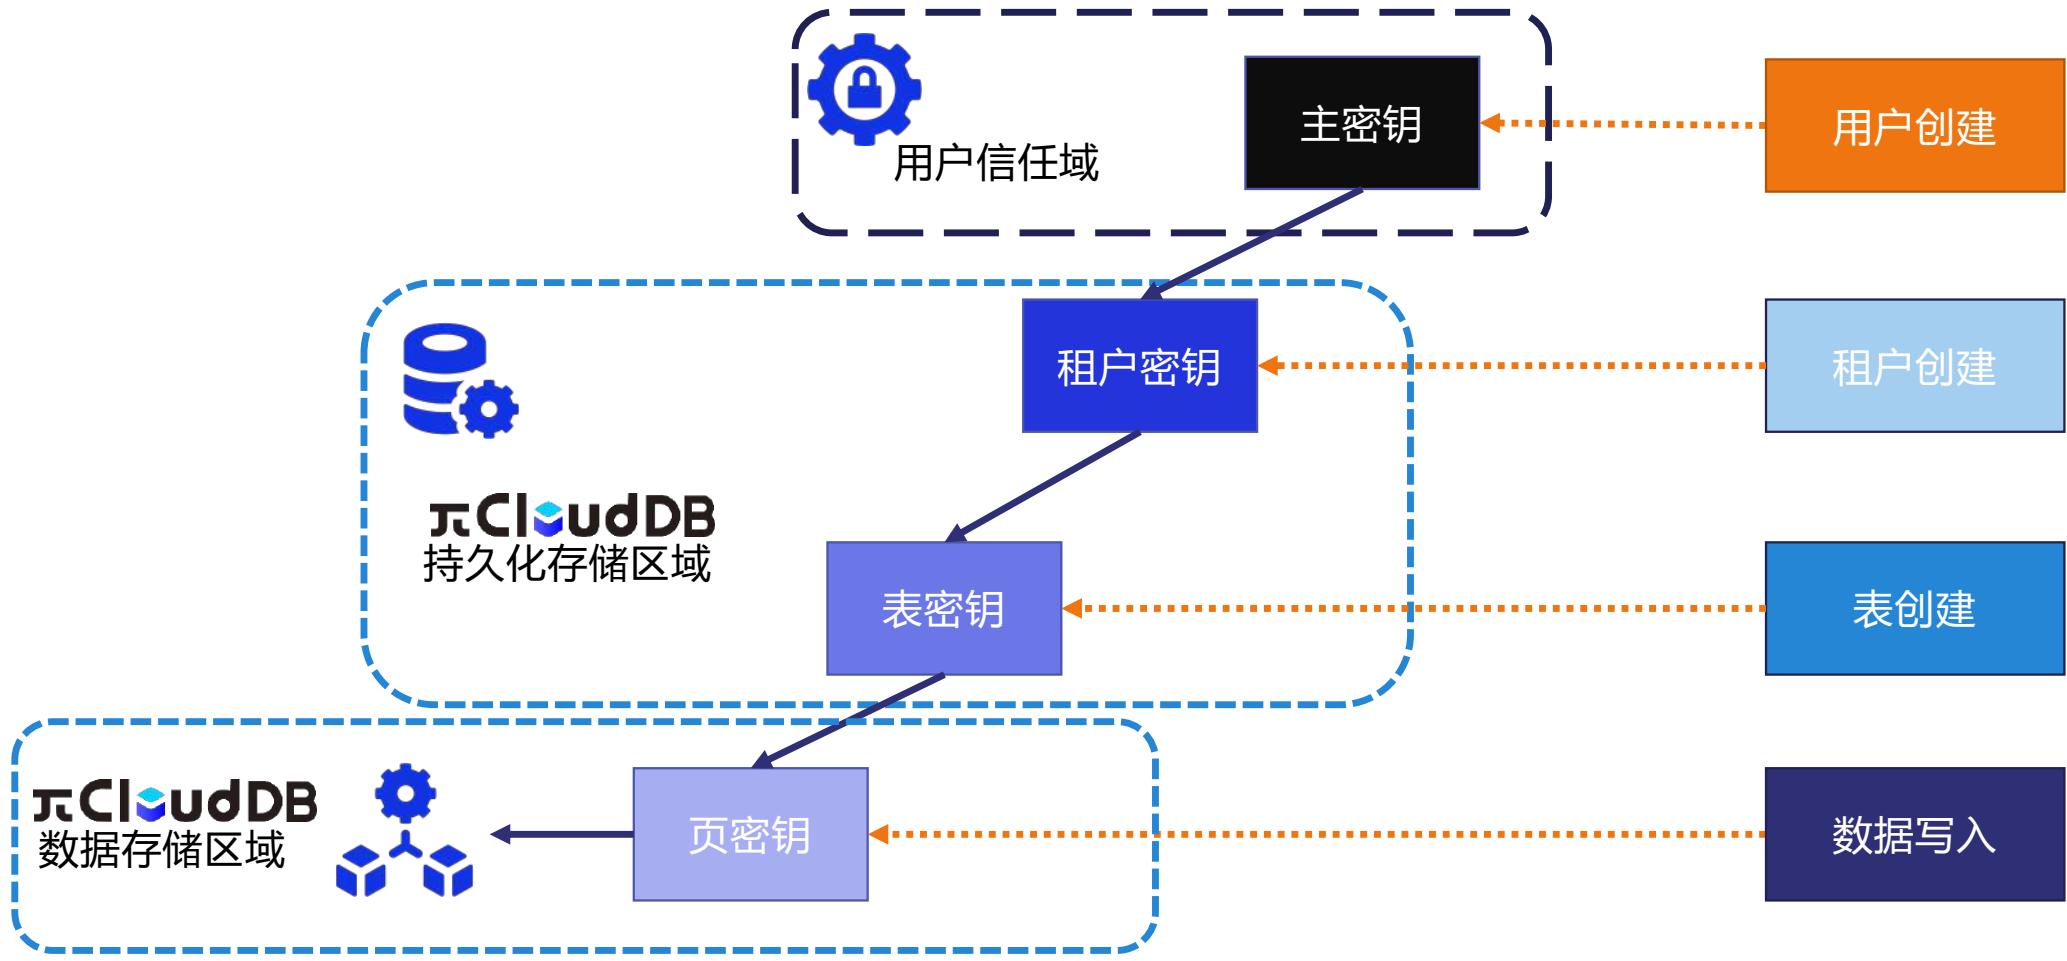 用户信任域
主密钥
用户创建
租户密钥
租户创建
πCloudDB
持久化存储区域
表密钥
表创建
πCloudDB
数据存储区域
页密钥
数据写入